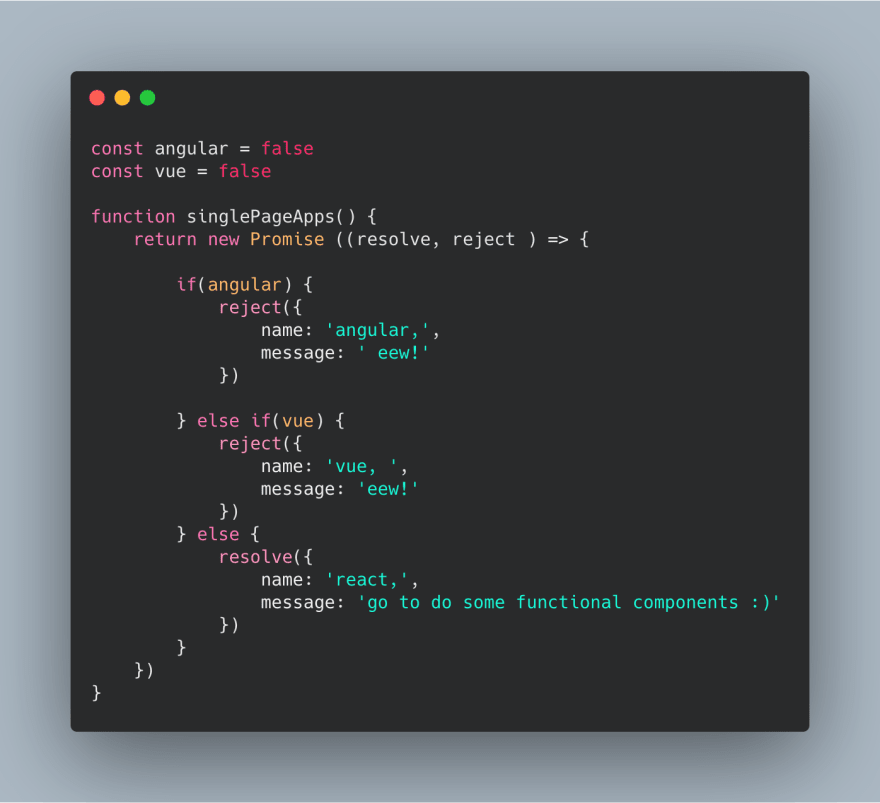 const angular = false
const vue = false

function singlePageApps() {
    return new Promise ((resolve, reject ) => {

        if(angular) {
            reject({
                name: 'angular,',
                message: ' eew!'
            })

        } else if(vue) {
            reject({
                name: 'vue, ',
                message: 'eew!'
            })
        } else {
            resolve({
                name: 'react,',
                message: 'go to do some functional components :)'
            })
        }
    })
}